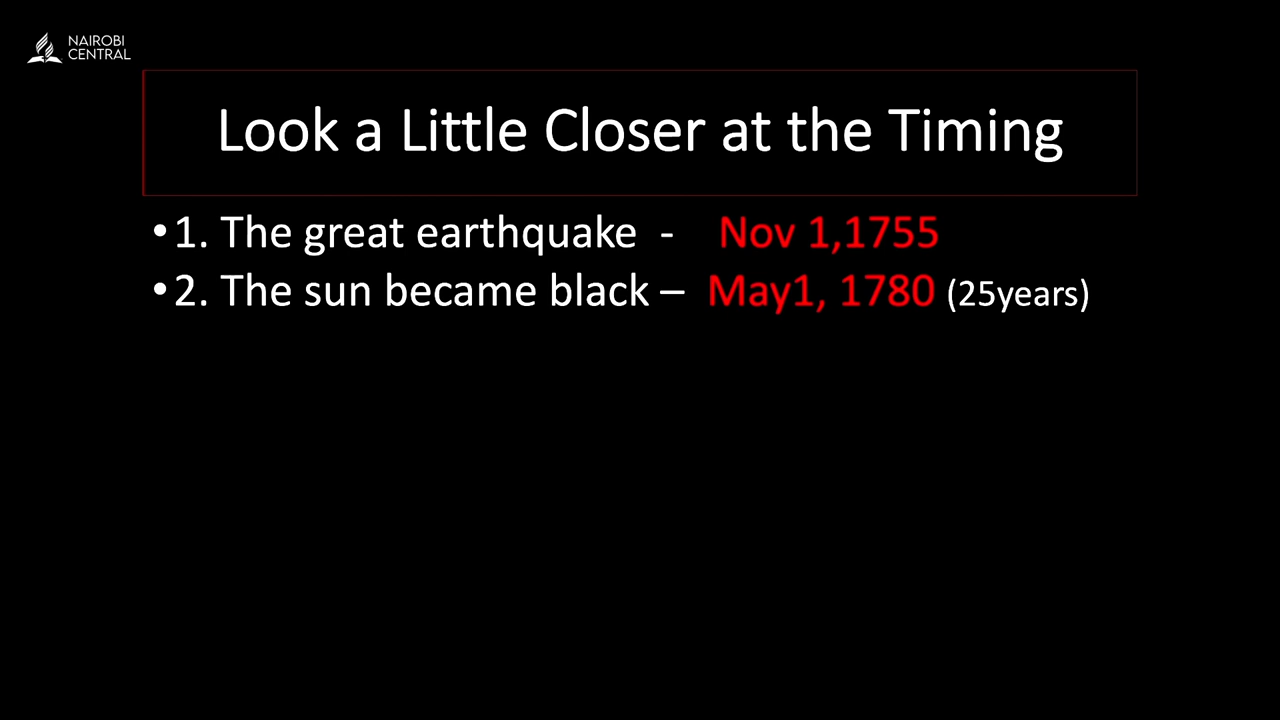 NAIROBI
CENTRAL
Look a Little Closer at the Timing
•1. The great earthquake - Nov 1,1755
•2. The sun became black – May1, 1780 (25years)